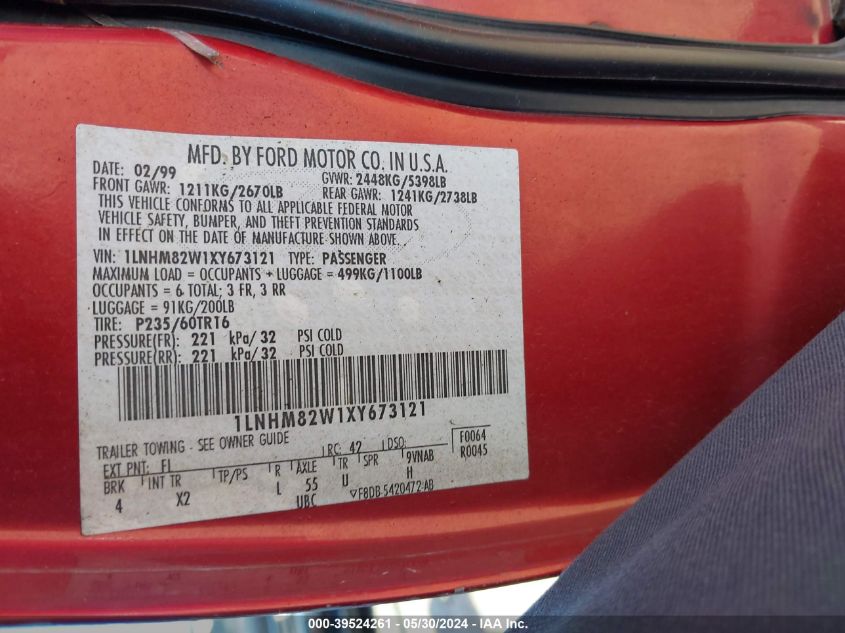 MFD. BY FORD MOTOR CO. IN U.S.A.
DATE: 02/99 GVWR: 2448KG/5398LB
FRONT GAWR: 1211KG/2670LB REAR GAWR: 1241KG/2738LB
THIS VEHICLE CONFORMS TO ALL APPLICABLE FEDERAL MOTOR
VEHICLE SAFETY, BUMPER, AND THEFT PREVENTION STANDARDS
IN EFFECT ON THE DATE OF MANUFACTURE SHOWN ABOVE.
VIN: 1LNHM82W1XY673121 TYPE: PASSENGER
MAXIMUM LOAD = OCCUPANTS + LUGGAGE = 499KG/1100LB
OCCUPANTS = 6 TOTAL; 3 FR, 3 RR
LUGGAGE = 91KG/200LB
TIRE: P235/60TR16
PRESSURE(FR): 221 kPa/ 32 PSI COLD
PRESSURE(RR): 221 kPa/ 32 PSI COLD
1LNHM82W1XY673121
TRAILER TOWING - SEE OWNER GUIDE
EXT PNT: FL RC: 42 DSO: F0064
BRK INT TR TP/PS R AXLE TR SPR 9VNAB R0045
4 X2 L 55 U H
UBC ▽F8DB-5420472-AB
000-39524261 - 05/30/2024 - IAA Inc.